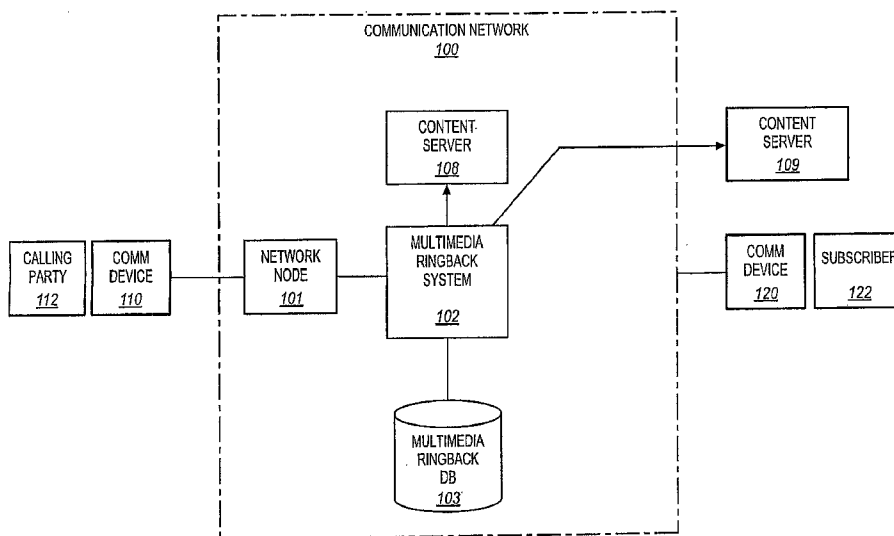 COMMUNICATION NETWORK
100
CONTENT
SERVER
108
CONTENT
SERVER
109
CALLING
PARTY
112
COMM
DEVICE
110
NETWORK
NODE
101
MULTIMEDIA
RINGBACK
SYSTEM
102
COMM
DEVICE
120
SUBSCRIBER
122
MULTIMEDIA
RINGBACK
DB
103